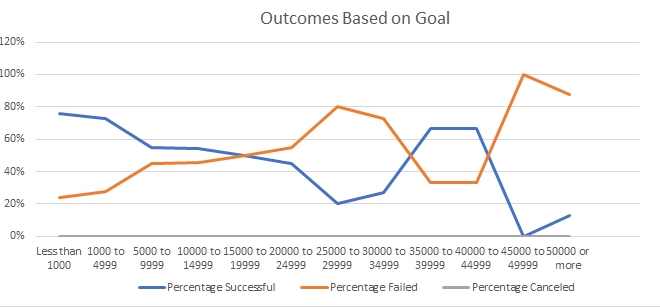 Outcomes Based on Goal
120%
100%
80%
60%
40%
20%
0%
Less than 1000 to 5000 to 10000 to 15000 to 20000 to 25000 to 30000 to 35000 to 40000 to 45000 to 50000 or
1000 4999 9999 14999 19999 24999 29999 34999 39999 44999 49999 more
Percentage Successful Percentage Failed Percentage Canceled